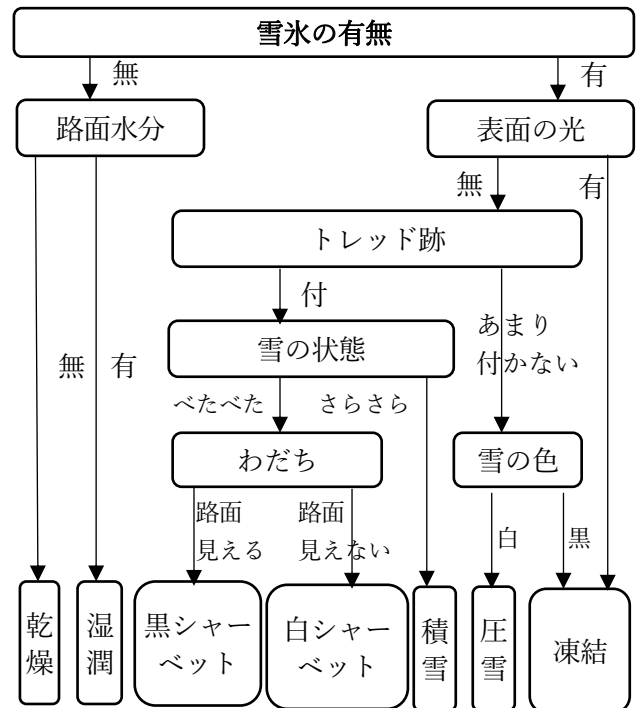 雪氷の有無
無
有
路面水分
表面の光
無
有
トレッド跡
付
あまり
付かない
雪の状態
無
有
べたべた
さらさら
わだち
雪の色
路面
見える
路面
見えない
白
黒
乾
燥
湿
潤
黒シャー
ベット
白シャー
ベット
積
雪
圧
雪
凍結